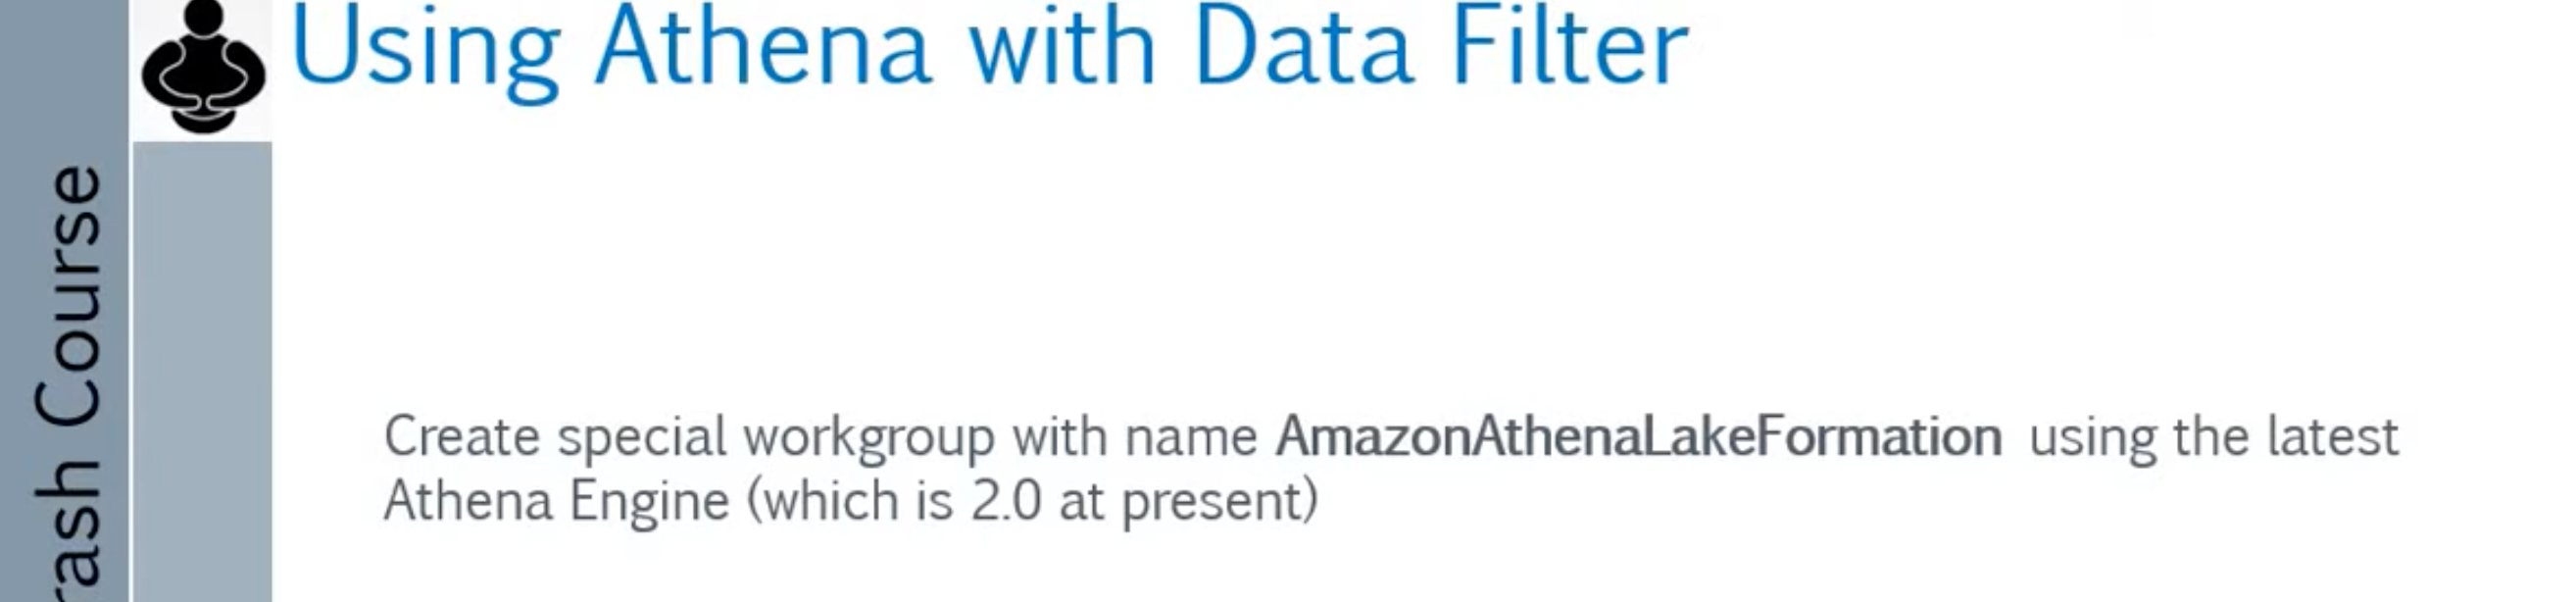 Using Athena with Data Filter
Course
Create special workgroup with name AmazonAthenaLakeFormation using the latest
Athena Engine (which is 2.0 at present)